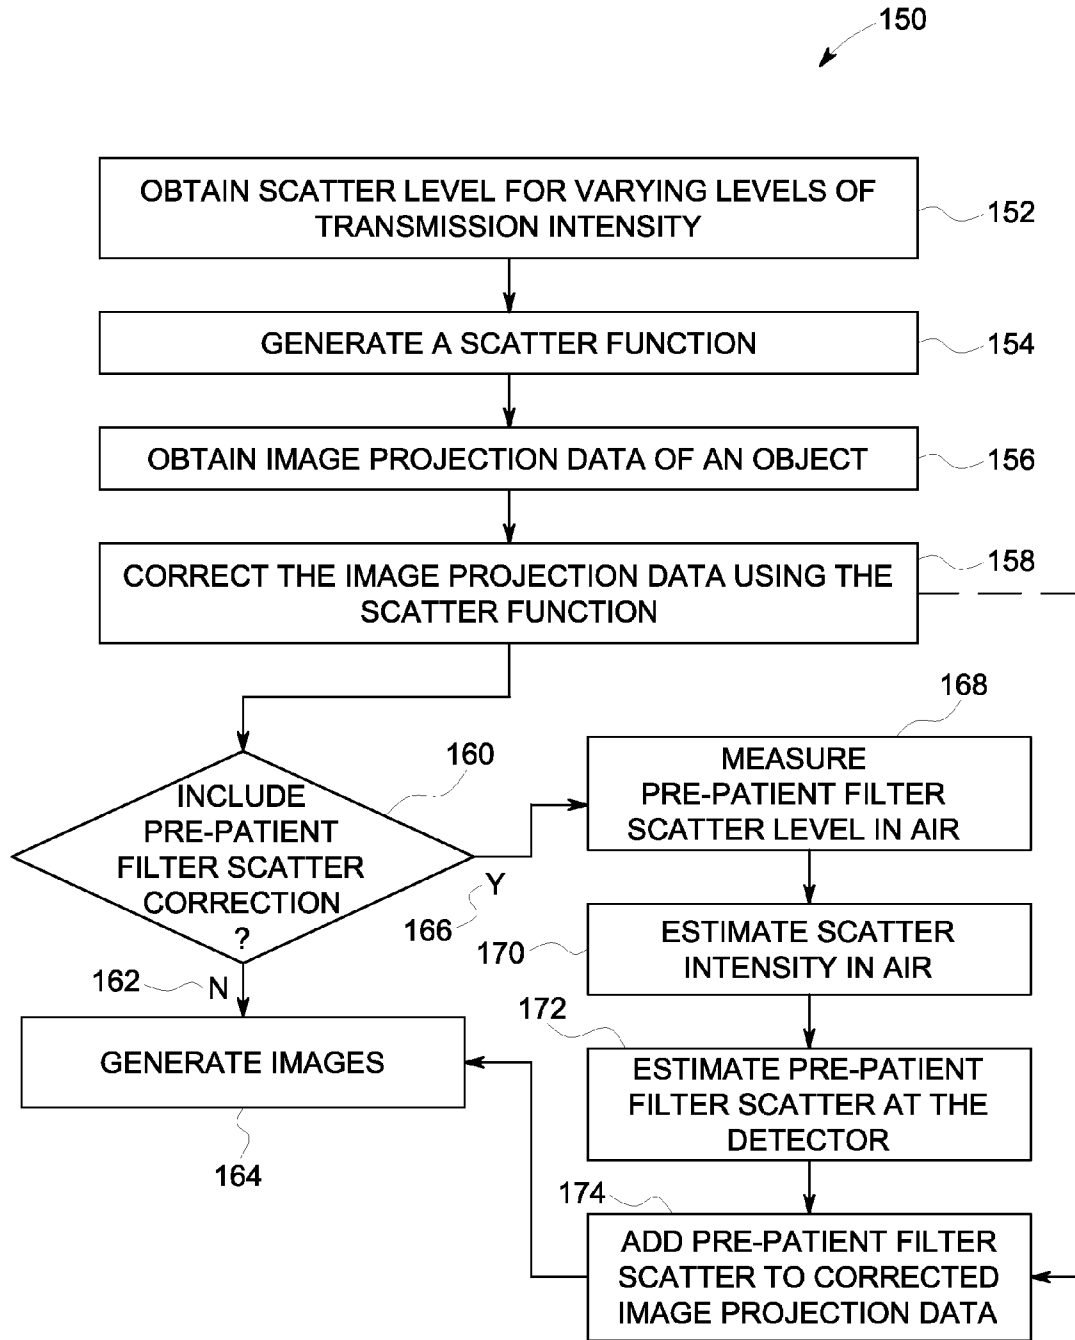 150
OBTAIN SCATTER LEVEL FOR VARYING LEVELS OF
TRANSMISSION INTENSITY
152
GENERATE A SCATTER FUNCTION
154
OBTAIN IMAGE PROJECTION DATA OF AN OBJECT
156
CORRECT THE IMAGE PROJECTION DATA USING THE
SCATTER FUNCTION
158
160
INCLUDE
PRE-PATIENT
FILTER SCATTER
CORRECTION
?
Y
166
162
N
GENERATE IMAGES
164
168
MEASURE
PRE-PATIENT FILTER
SCATTER LEVEL IN AIR
170
ESTIMATE SCATTER
INTENSITY IN AIR
172
ESTIMATE PRE-PATIENT
FILTER SCATTER AT THE
DETECTOR
174
ADD PRE-PATIENT FILTER
SCATTER TO CORRECTED
IMAGE PROJECTION DATA